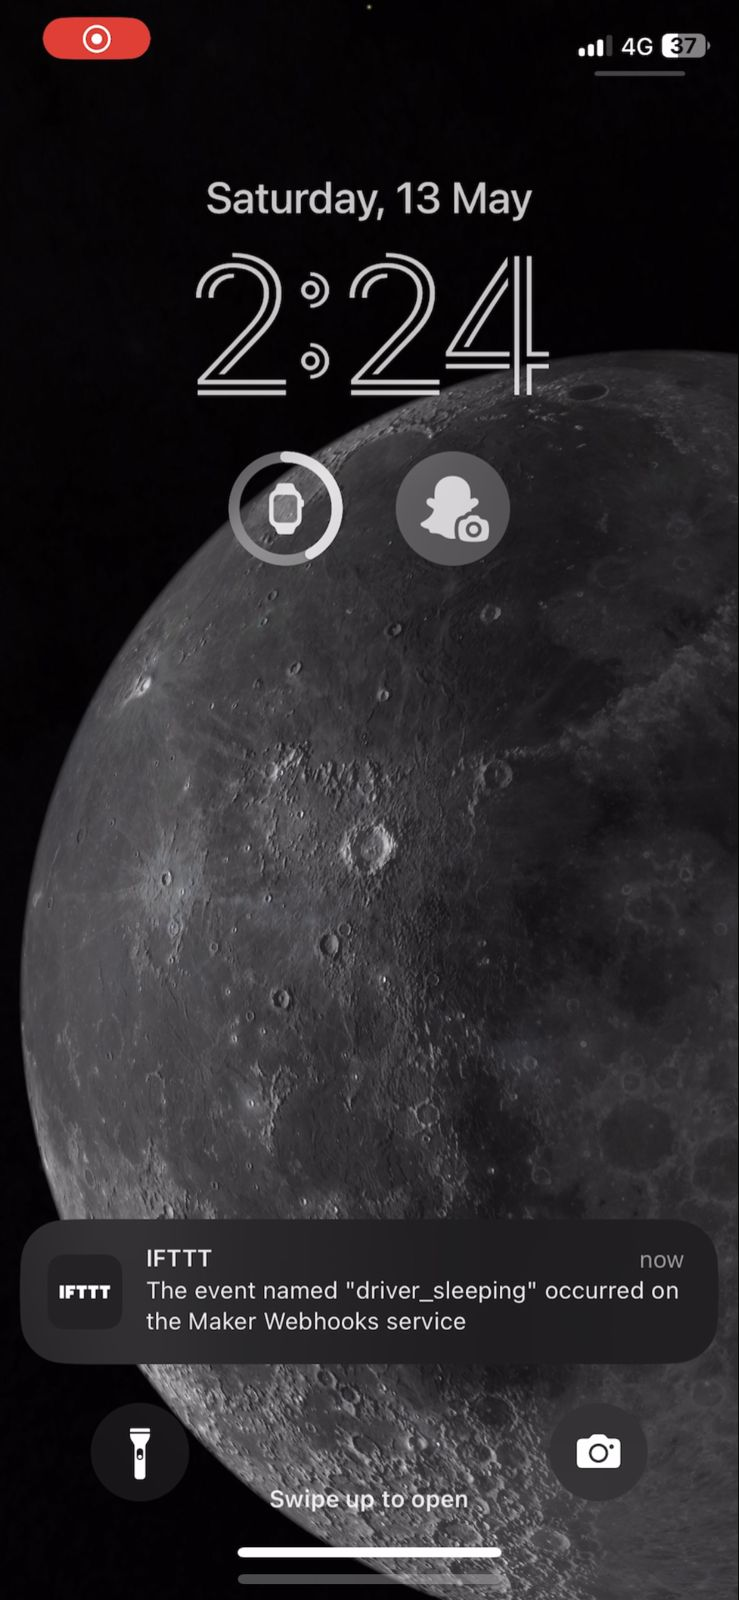 4G 37
Saturday, 13 May
2:24
IFTTT now
IFTTT The event named "driver_sleeping" occurred on
the Maker Webhooks service
Swipe up to open